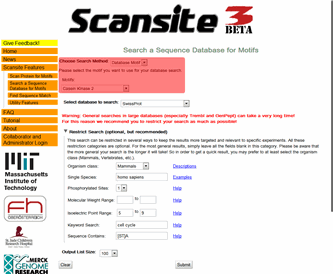 Scansite 3
BETA
Search a Sequence Database for Motifs
Give Feedback!
Home
News
Scansite Features
Scan Protein for Motifs
Search a Sequence Database for Motifs
Find Sequence Match
Utility Features
FAQ
Tutorial
About
Collaborator and Administrator Login
Massachusetts
Institute of
Technology
OBERÖSTERREICH
St. Jude Children's
Research Hospital
MERCK
GENOME
RESEARCH
Choose Search Method: Database Motif
Please select the motif you want to use for your database search.
Motifs
Casein Kinase 2
Select database to search: SwissProt
Warning: General searches in large databases (especially Trembl and GenPept) can take a very long time!
For this reason we recommend you to restrict your search as much as possible!
Restrict Search (optional, but recommended)
This search can be restricted in several ways to keep the results more targeted and relevant to specific experiments. All these
restriction categories are optional. For the most general results, simply leave all the fields blank in this category. Please be aware that
the more general your search is the longer it will take! So in order to get a quick result, you may prefer to at least select the organism
class (Mammals, Vertebrates, etc.).
Organism class: Mammals Descriptions
Single Species: homo sapiens Examples
Phosphorylated Sites: 1 Help
Molecular Weight Range: to Help
Isoelectric Point Range: to Help
Keyword Search: cell cycle Help
Sequence Contains: [ST]A Help
Output List Size: 100
Clear Submit